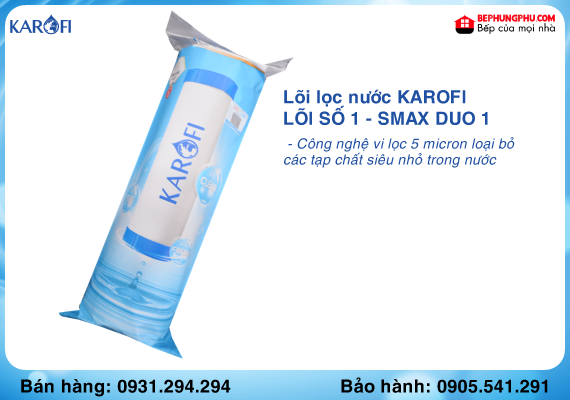 KAROFI
BEPHUNGPHU.COM
Bếp của mọi nhà
Lõi lọc nước KAROFI
LÕI SỐ 1 - SMAX DUO 1
- Công nghệ vi lọc 5 micron loại bỏ
các tạp chất siêu nhỏ trong nước
KAROFI
Bán hàng: 0931.294.294
Bảo hành: 0905.541.291